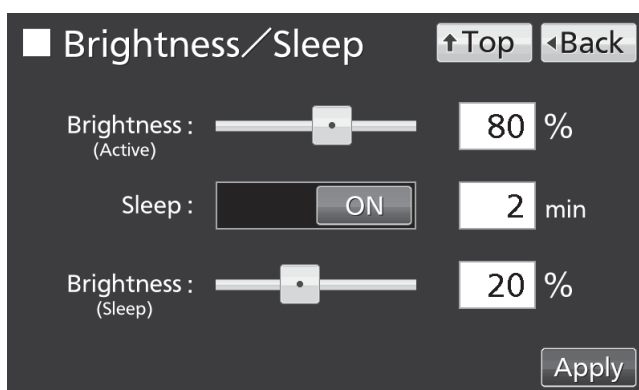 Brightness／Sleep
↑Top
◂Back
Brightness :
(Active)
80 %
Sleep :
ON
2 min
Brightness :
(Sleep)
20 %
Apply